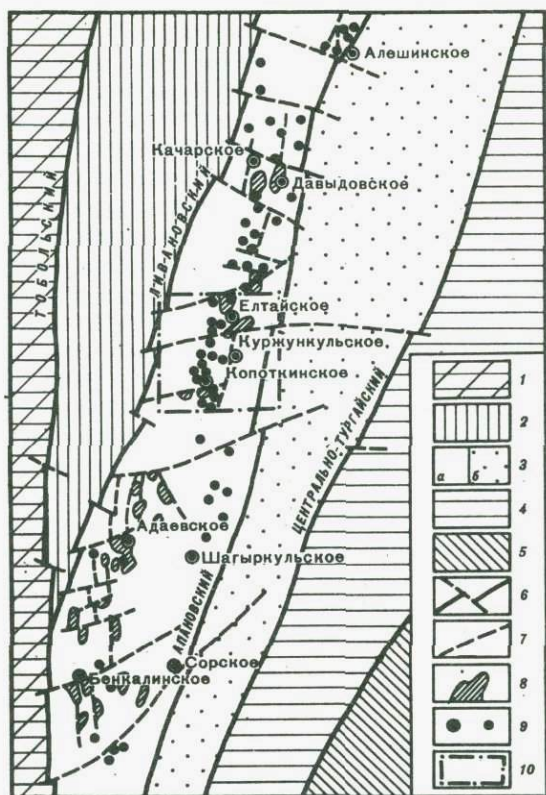 Алешинское
Качарское
Давыдовское
ТОБОЛЬСКИЙ
ЛИВАНОВСКИЙ
Елтайское
Куржункульское
Копоткинское
ЦЕНТРАЛЬНО-ТУРГАЙСКИЙ
Адаевское
Шагыркульское
АПАНОВСКИЙ
Сорское
Бенкалинское
1
2
а б 3
4
5
6
7
8
9
10